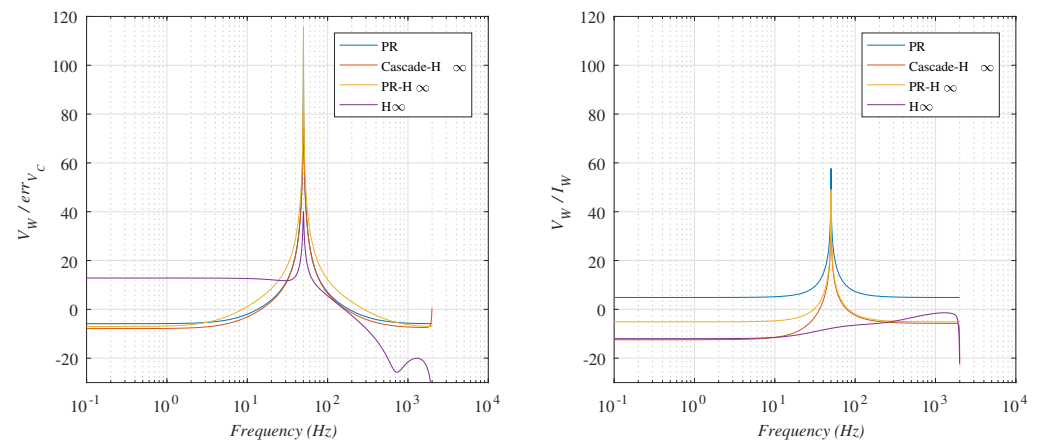 120
100
80
60
40
20
0
-20
V_W / err_{V_C}
10^{-1} 10^0 10^1 10^2 10^3 10^4
Frequency (Hz)
PR
Cascade-H ∞
PR-H ∞
H∞
120
100
80
60
40
20
0
-20
V_W / I_W
10^{-1} 10^0 10^1 10^2 10^3 10^4
Frequency (Hz)
PR
Cascade-H ∞
PR-H ∞
H∞